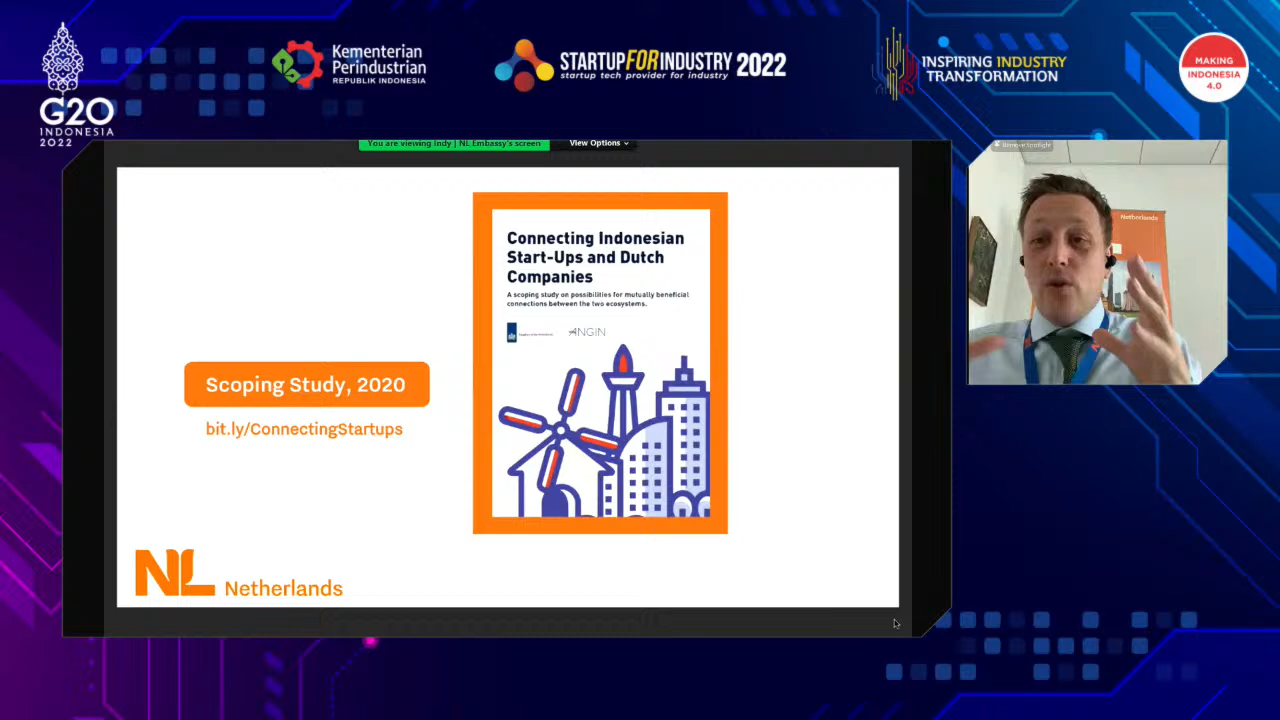 G20
INDONESIA
2022
Kementerian
Perindustrian
REPUBLIK INDONESIA
STARTUPFORINDUSTRY 2022
startup tech provider for industry
INSPIRING INDUSTRY
TRANSFORMATION
MAKING
INDONESIA
4.0
You are viewing Indy | NL Embassy's screen
View Options
Remove Spotlight
Netherlands
Connecting Indonesian
Start-Ups and Dutch
Companies
A scoping study on possibilities for mutually beneficial
connections between the two ecosystems.
ANGIN
Scoping Study, 2020
bit.ly/ConnectingStartups
NL Netherlands